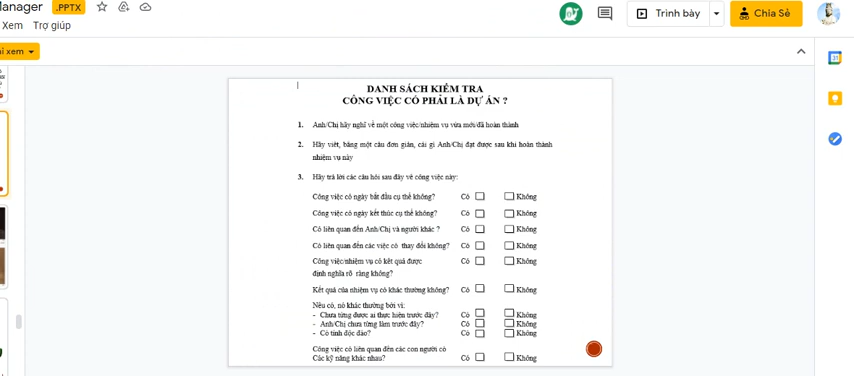 anager .PPTX
Trình bày
Chia Sẻ
Xem Trợ giúp
xem
31
DANH SÁCH KIỂM TRA
CÔNG VIỆC CÓ PHẢI LÀ DỰ ÁN ?
1. Anh/Chị hãy nghĩ về một công việc/nhiệm vụ vừa mới/đã hoàn thành
2. Hãy viết, bằng một câu đơn giản, cái gì Anh/Chị đạt được sau khi hoàn thành
nhiệm vụ này
3. Hãy trả lời các câu hỏi sau đây về công việc này:
Công việc có ngày bắt đầu cụ thể không? Có Không
Công việc có ngày kết thúc cụ thể không? Có Không
Có liên quan đến Anh/Chị và người khác ? Có Không
Có liên quan đến các việc có thay đổi không? Có Không
Công việc/nhiệm vụ có kết quả được Có Không
định nghĩa rõ ràng không?
Kết quả của nhiệm vụ có khác thường không? Có Không
Nếu có, nó khác thường bởi vì:
- Chưa từng được ai thực hiện trước đây? Có Không
- Anh/Chị chưa từng làm trước đây? Có Không
- Có tính độc đáo? Có Không
Công việc có liên quan đến các con người có
Các kỹ năng khác nhau? Có Không